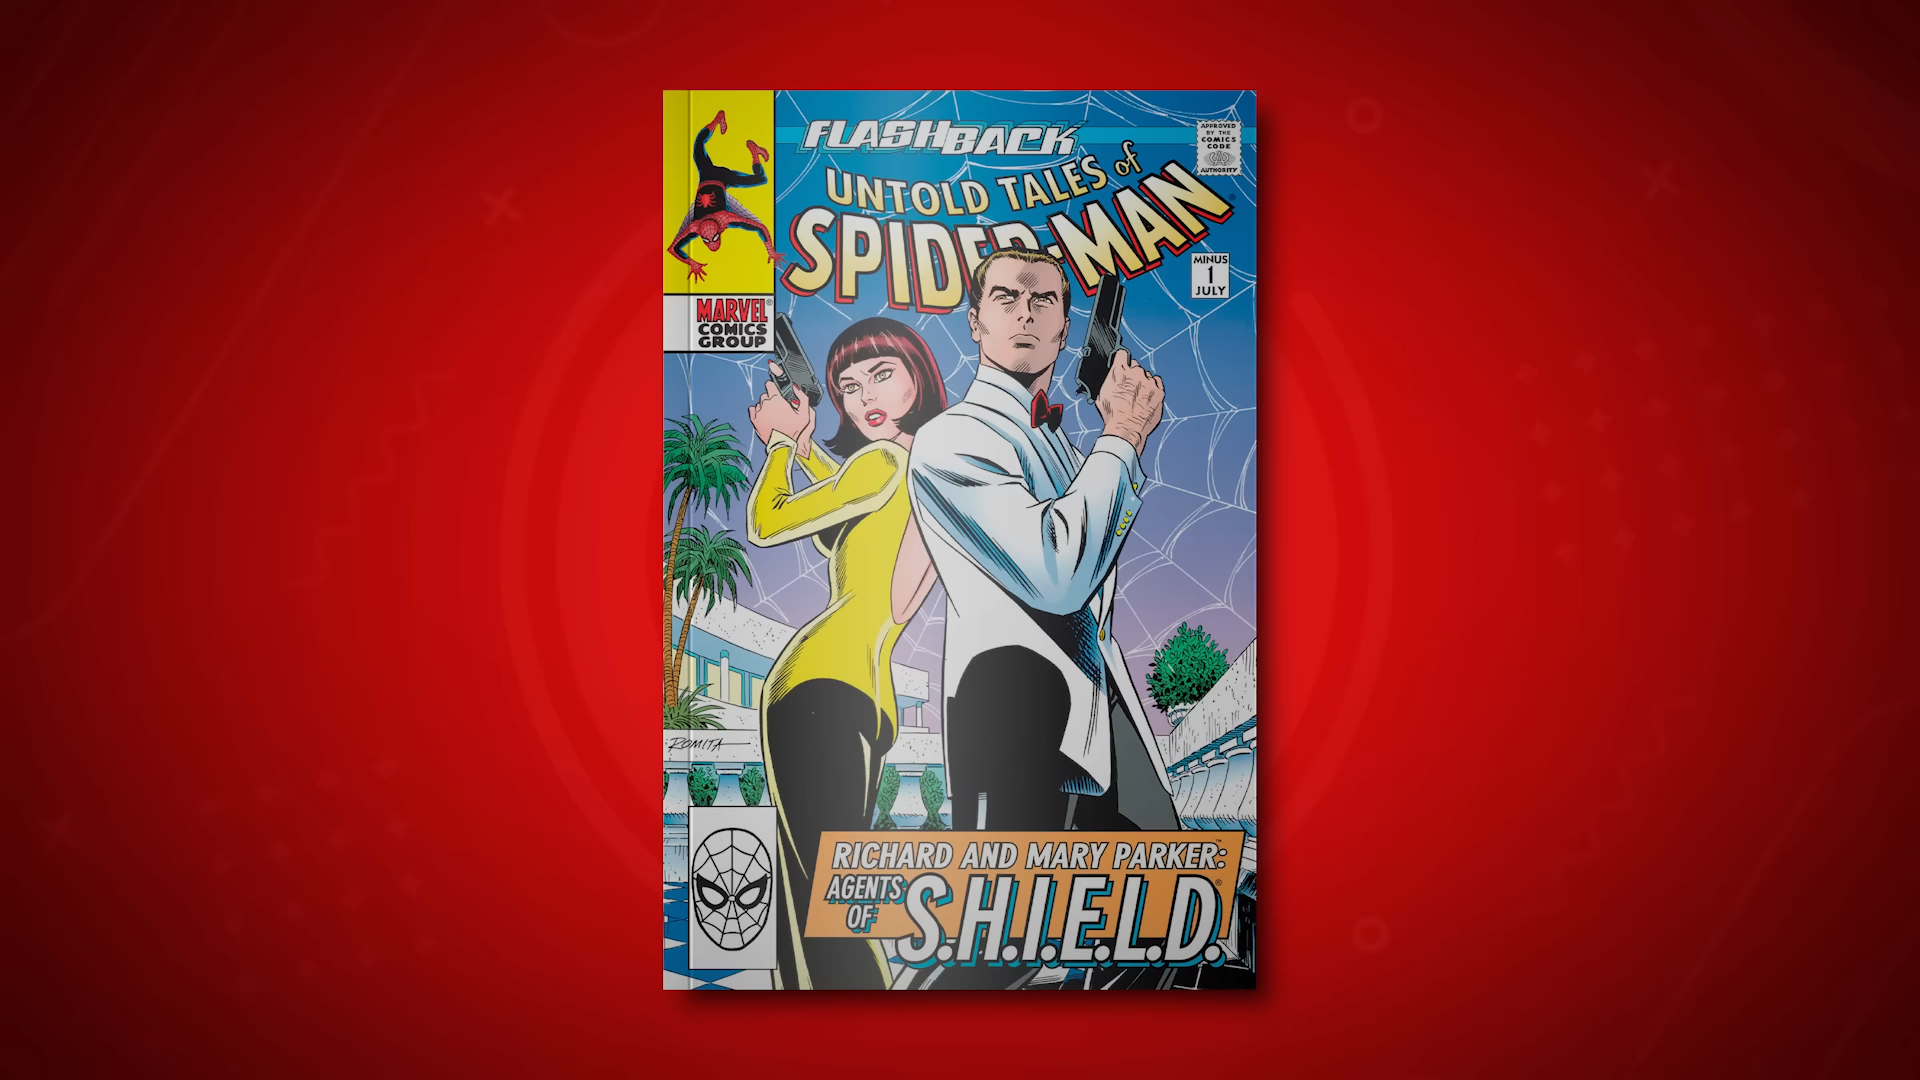 FLASHBACK
APPROVED
BY THE
COMICS
CODE
CA
AUTHORITY
UNTOLD TALES of
SPIDER-MAN
MINUS
1
JULY
MARVEL
COMICS
GROUP
ROMITA
RICHARD AND MARY PARKER:
AGENTS
OF
S.H.I.E.L.D.